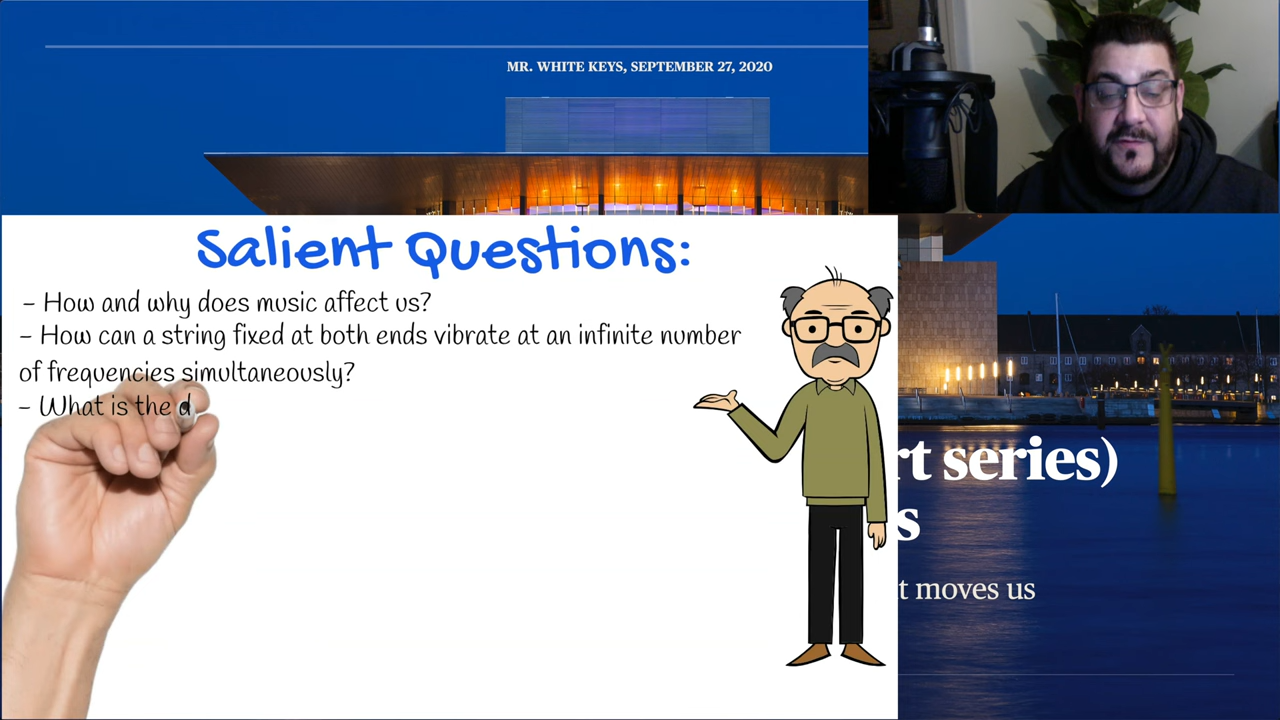 MR. WHITE KEYS, SEPTEMBER 27, 2020
Salient Questions:
- How and why does music affect us?
- How can a string fixed at both ends vibrate at an infinite number
of frequencies simultaneously?
- What is the d
rt series)
s
t moves us